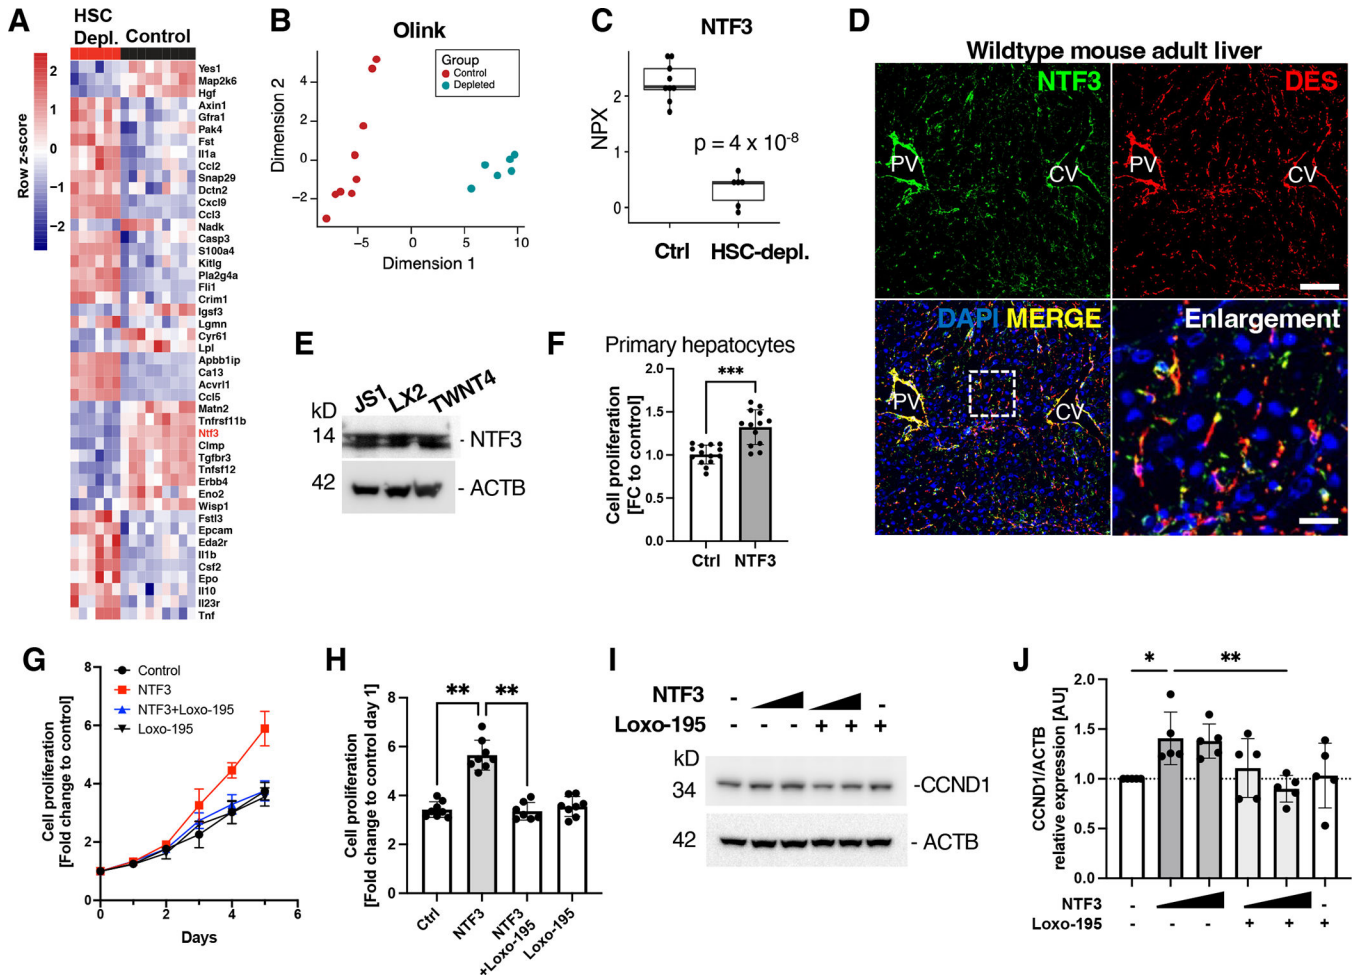 A
HSC
Depl.
Control
Row z-score
2
1
0
−1
−2
Yes1
Map2k6
Hgf
Axin1
Gfra1
Pak4
Fst
Il1a
Ccl2
Snap29
Dctn2
Cxcl9
Ccl3
Nadk
Casp3
S100a4
Kitlg
Pla2g4a
Fli1
Crim1
Igsf3
Lgmn
Cyr61
Lpl
Apbb1ip
Ca13
Acvrl1
Ccl5
Matn2
Tnfrsf11b
Ntf3
Clmp
Tgfbr3
Tnfsf12
Erbb4
Eno2
Wisp1
Fstl3
Epcam
Eda2r
Il1b
Csf2
Epo
Il10
Il23r
Tnf
B
Olink
Group
Control
Depleted
Dimension 2
4
2
0
−2
−5
0
5
10
Dimension 1
C
NTF3
NPX
2
1
0
p = 4 x 10-8
Ctrl
HSC-depl.
D
Wildtype mouse adult liver
NTF3
DES
PV
CV
PV
CV
DAPI MERGE
Enlargement
PV
CV
E
JS1
LX2
TWNT4
kD
14
- NTF3
42
- ACTB
F
Primary hepatocytes
***
Cell proliferation
[FC to control]
2.0
1.5
1.0
0.5
0.0
Ctrl
NTF3
G
Cell proliferation
[Fold change to control]
8
6
4
2
0
Control
NTF3
NTF3+Loxo-195
Loxo-195
0
2
4
6
Days
H
Cell proliferation
[Fold change to control day 1]
8
6
4
2
0
**
**
Ctrl
NTF3
NTF3
+Loxo-195
Loxo-195
I
NTF3
-
-
Loxo-195
- - - + + +
kD
34
-CCND1
42
- ACTB
J
*
**
CCND1/ACTB
relative expression [AU]
2.0
1.5
1.0
0.5
0.0
NTF3
-
-
Loxo-195
- - - + + +